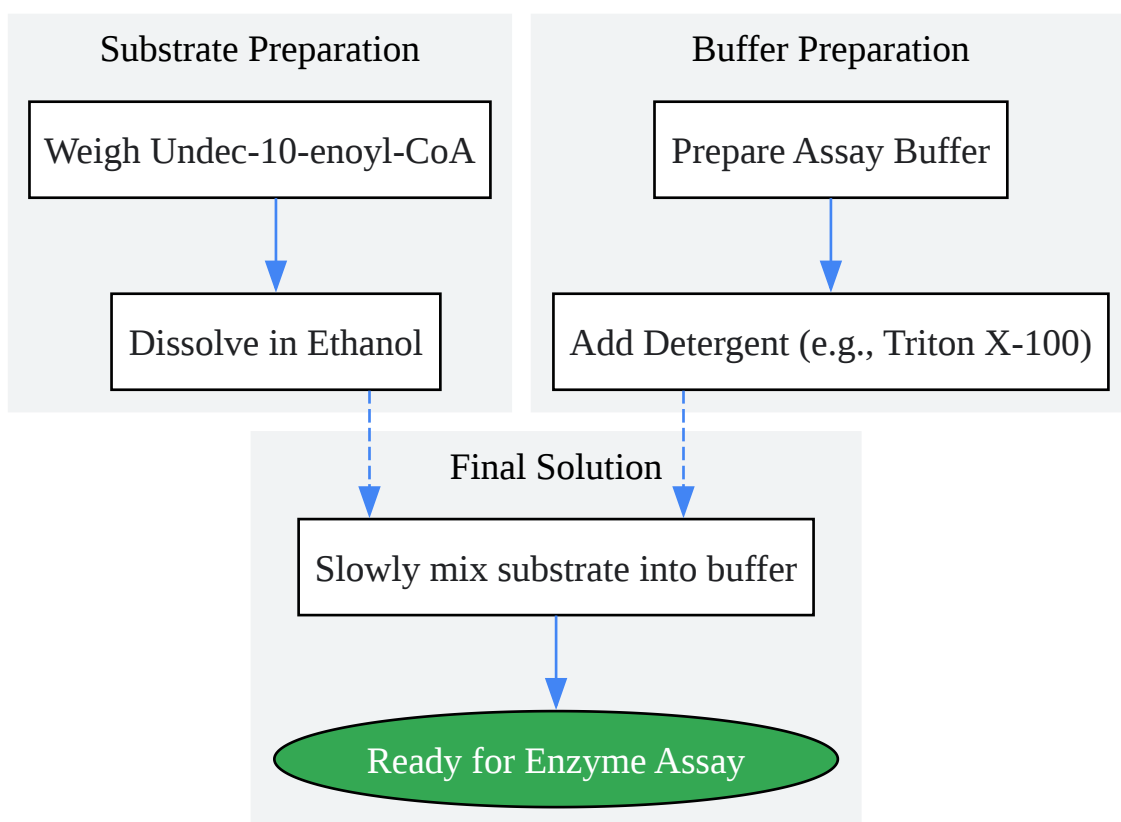 Substrate Preparation
Weigh Undec-10-enoyl-CoA
Dissolve in Ethanol
Buffer Preparation
Prepare Assay Buffer
Add Detergent (e.g., Triton X-100)
Final Solution
Slowly mix substrate into buffer
Ready for Enzyme Assay